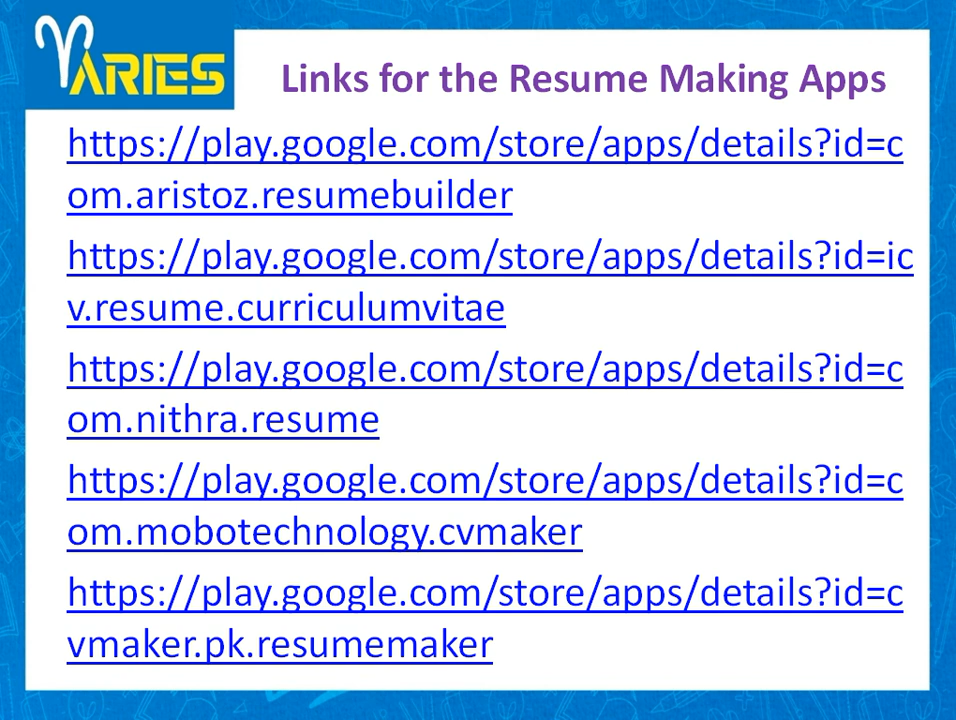 ARIES
Links for the Resume Making Apps
https://play.google.com/store/apps/details?id=c
om.aristoz.resumebuilder
https://play.google.com/store/apps/details?id=ic
v.resume.curriculumvitae
https://play.google.com/store/apps/details?id=c
om.nithra.resume
https://play.google.com/store/apps/details?id=c
om.mobotechnology.cvmaker
https://play.google.com/store/apps/details?id=c
vmaker.pk.resumemaker